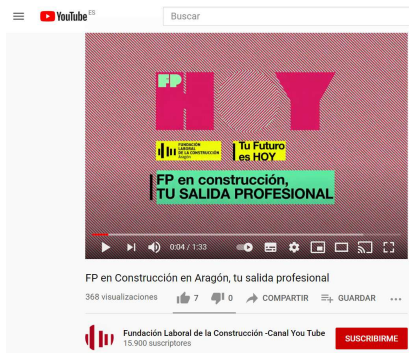 YouTube ES
Buscar
FP
HOY
FUNDACIÓN
LABORAL
DE LA CONSTRUCCIÓN
Aragón
Tu Futuro
es HOY
FP en construcción,
TU SALIDA PROFESIONAL
0:04 / 1:33
FP en Construcción en Aragón, tu salida profesional
368 visualizaciones
7
0
COMPARTIR
GUARDAR
Fundación Laboral de la Construcción -Canal You Tube
15.900 suscriptores
SUSCRIBIRME